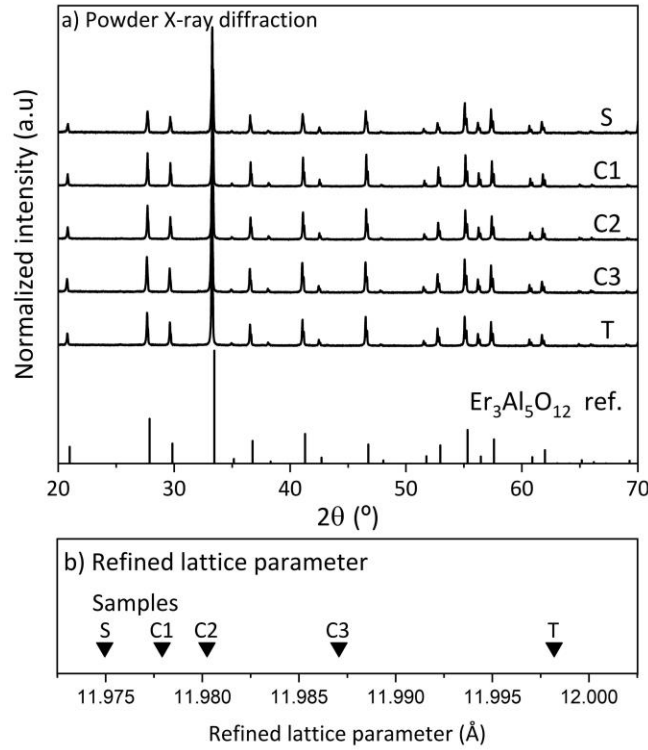 a) Powder X-ray diffraction
Normalized intensity (a.u)
S
C1
C2
C3
T
Er₃Al₅O₁₂ ref.
20 30 40 50 60 70
2θ (º)
b) Refined lattice parameter
Samples
S C1 C2 C3 T
11.975 11.980 11.985 11.990 11.995 12.000
Refined lattice parameter (Å)